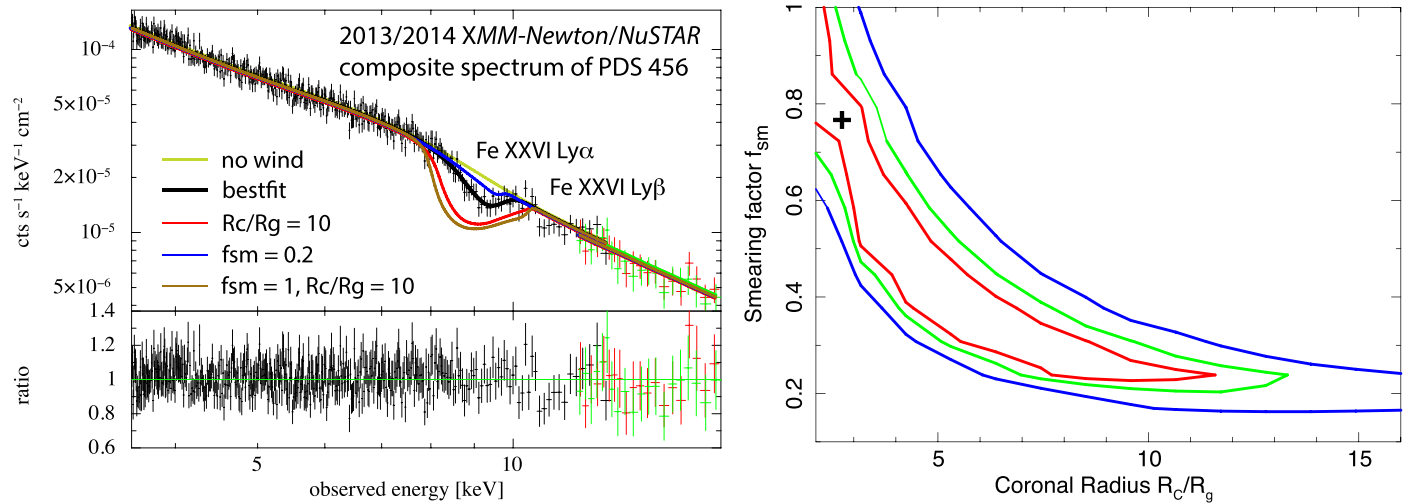 2013/2014 XMM-Newton/NuSTAR
composite spectrum of PDS 456
Fe XXVI Lyα
Fe XXVI Lyβ
no wind
bestfit
Rc/Rg = 10
fsm = 0.2
fsm = 1, Rc/Rg = 10
cts s⁻¹ keV⁻¹ cm⁻²
10⁻⁴
5×10⁻⁵
2×10⁻⁵
10⁻⁵
5×10⁻⁶
1.4
ratio
1.2
1
0.8
0.6
5 10
observed energy [keV]
Smearing factor fsm
1
0.8
0.6
0.4
0.2
5 10 15
Coronal Radius RC/Rg